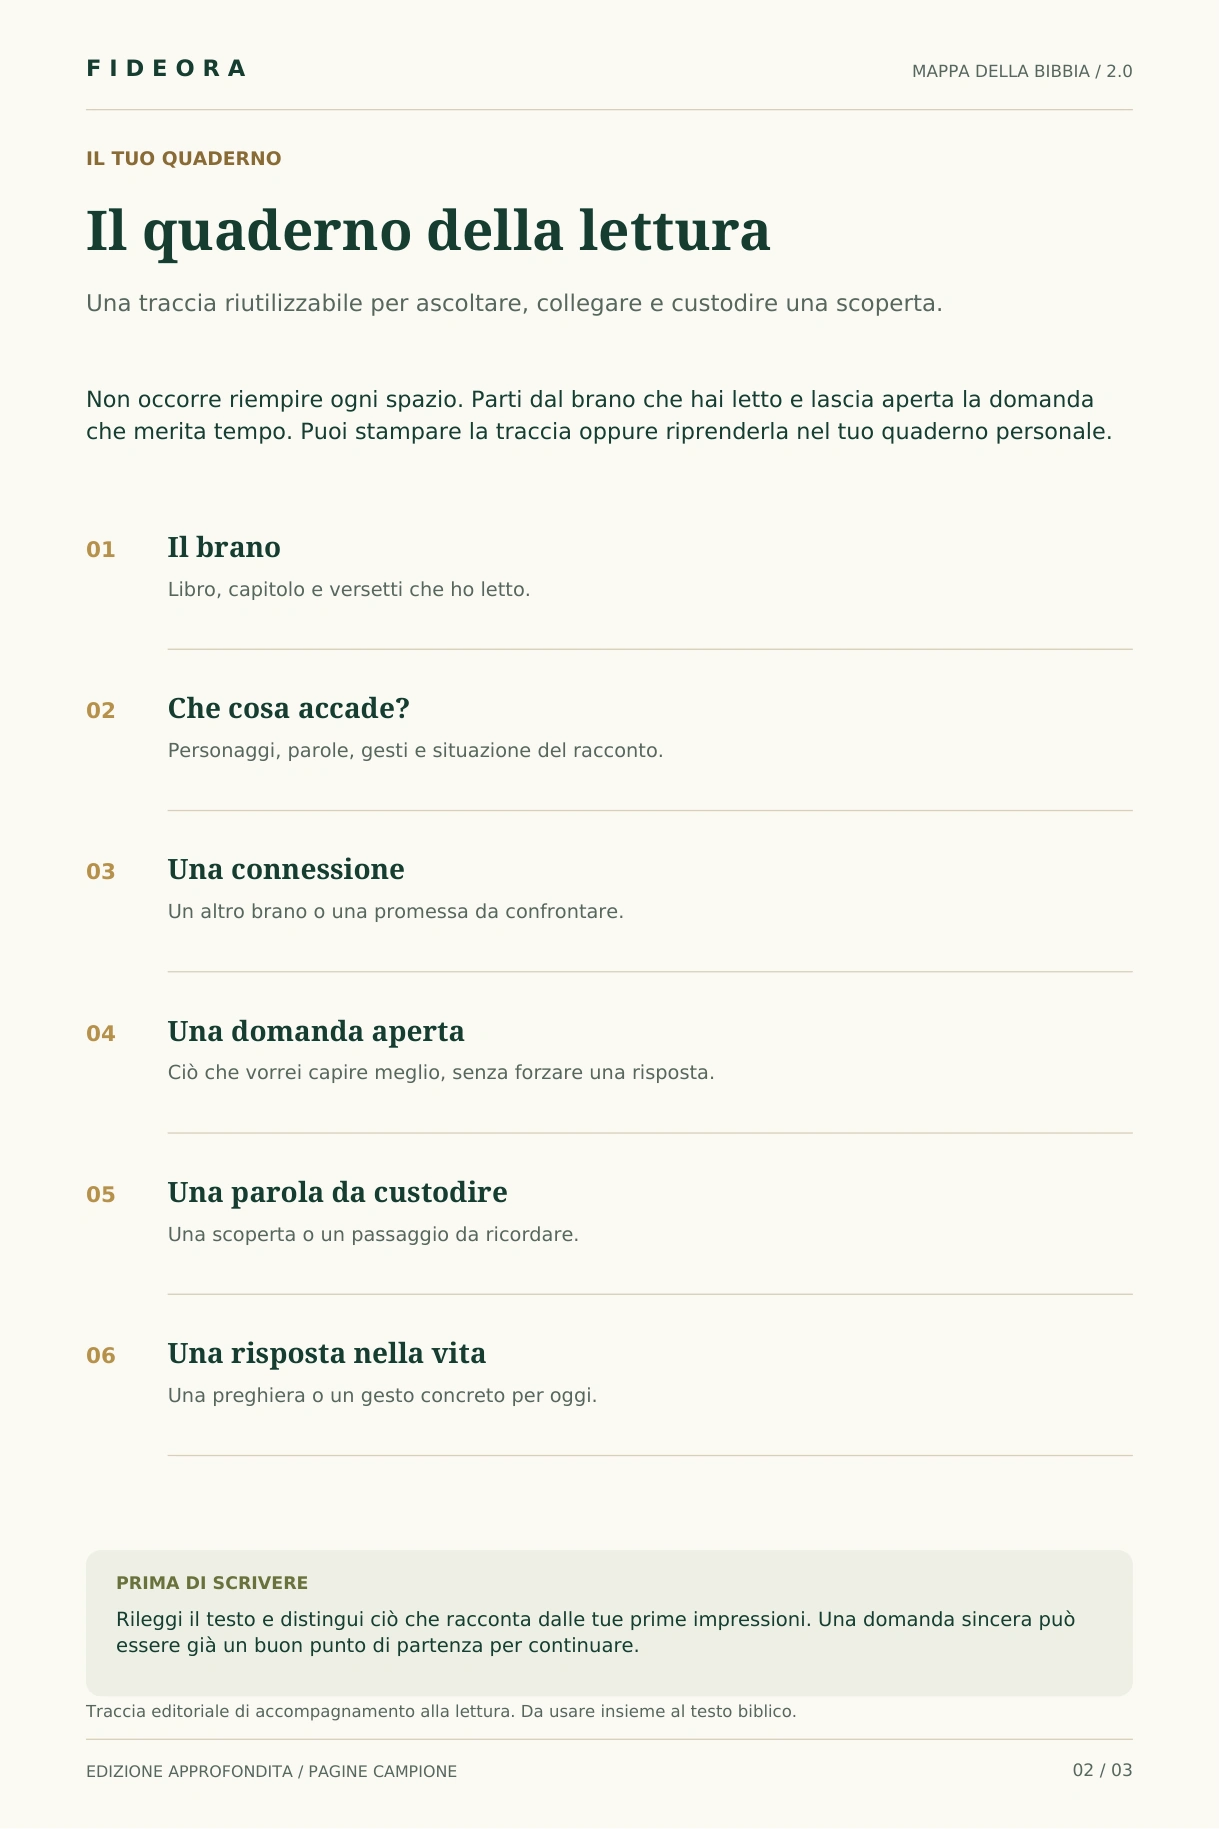 FIDEORA
MAPPA DELLA BIBBIA / 2.0
IL TUO QUADERNO
Il quaderno della lettura
Una traccia riutilizzabile per ascoltare, collegare e custodire una scoperta.
Non occorre riempire ogni spazio. Parti dal brano che hai letto e lascia aperta la domanda
che merita tempo. Puoi stampare la traccia oppure riprenderla nel tuo quaderno personale.
01 Il brano
Libro, capitolo e versetti che ho letto.
02 Che cosa accade?
Personaggi, parole, gesti e situazione del racconto.
03 Una connessione
Un altro brano o una promessa da confrontare.
04 Una domanda aperta
Ciò che vorrei capire meglio, senza forzare una risposta.
05 Una parola da custodire
Una scoperta o un passaggio da ricordare.
06 Una risposta nella vita
Una preghiera o un gesto concreto per oggi.
PRIMA DI SCRIVERE
Rileggi il testo e distingui ciò che racconta dalle tue prime impressioni. Una domanda sincera può
essere già un buon punto di partenza per continuare.
Traccia editoriale di accompagnamento alla lettura. Da usare insieme al testo biblico.
EDIZIONE APPROFONDITA / PAGINE CAMPIONE
02 / 03